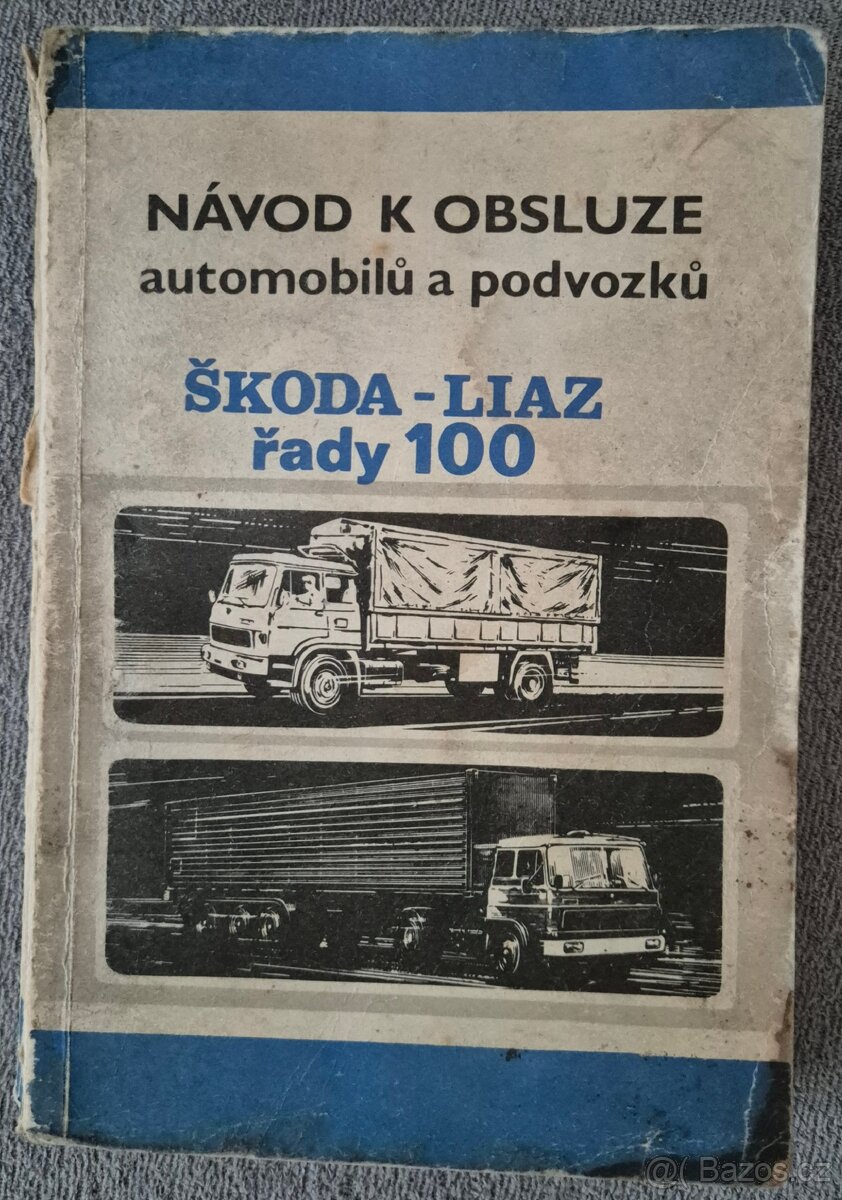 NÁVOD K OBSLUZE
automobilů a podvozků
ŠKODA - LIAZ
řady 100
@( Bazos.cz